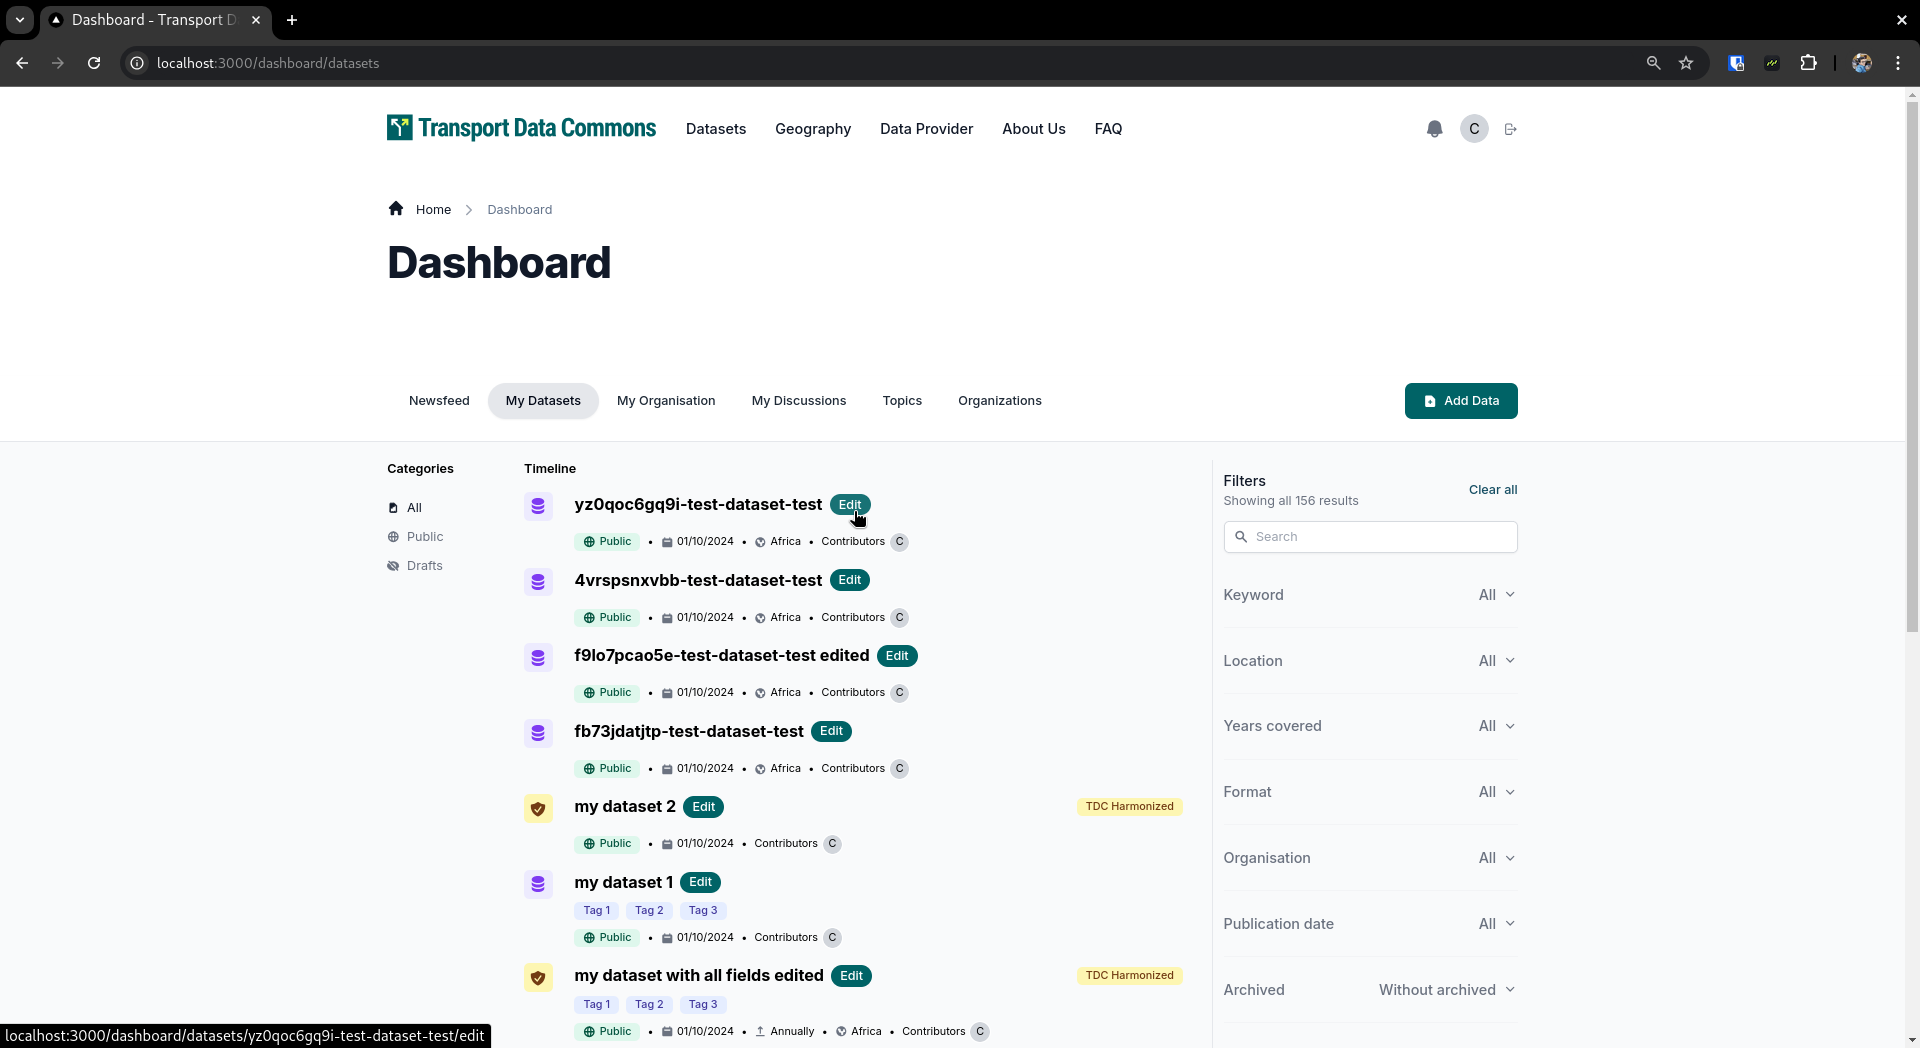 Dashboard - Transport D
localhost:3000/dashboard/datasets
Transport Data Commons
Datasets Geography Data Provider About Us FAQ
C
Home Dashboard
Dashboard
Newsfeed My Datasets My Organisation My Discussions Topics Organizations
Add Data
Categories
All
Public
Drafts
Timeline
yz0qoc6gq9i-test-dataset-test Edit
Public • 01/10/2024 • Africa • Contributors C
4vrspsnxvbb-test-dataset-test Edit
Public • 01/10/2024 • Africa • Contributors C
f9lo7pcao5e-test-dataset-test edited Edit
Public • 01/10/2024 • Africa • Contributors C
fb73jdatjtp-test-dataset-test Edit
Public • 01/10/2024 • Africa • Contributors C
my dataset 2 Edit TDC Harmonized
Public • 01/10/2024 • Contributors C
my dataset 1 Edit
Tag 1 Tag 2 Tag 3
Public • 01/10/2024 • Contributors C
my dataset with all fields edited Edit TDC Harmonized
Tag 1 Tag 2 Tag 3
Public • 01/10/2024 • Annually • Africa • Contributors C
Filters
Showing all 156 results
Clear all
Search
Keyword All
Location All
Years covered All
Format All
Organisation All
Publication date All
Archived Without archived
localhost:3000/dashboard/datasets/yz0qoc6gq9i-test-dataset-test/edit